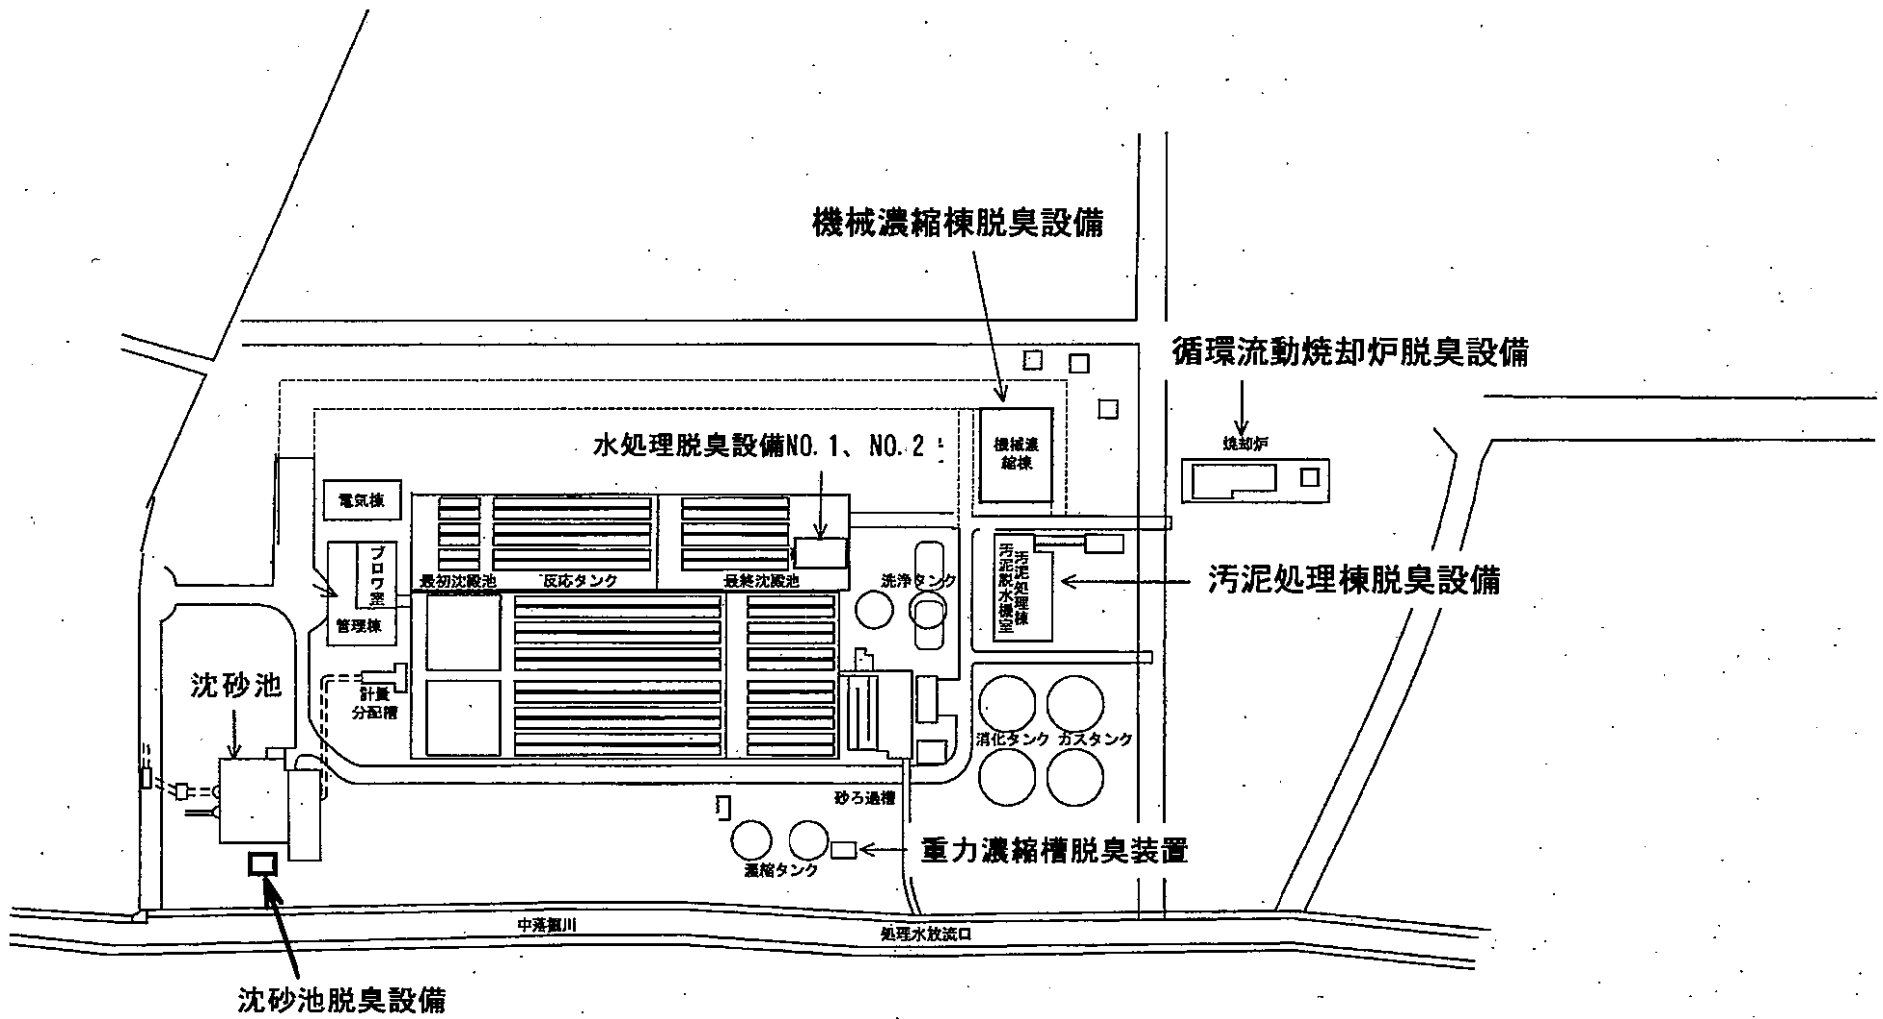 機械濃縮棟脱臭設備
循環流動焼却炉脱臭設備
水処理脱臭設備NO.1、NO.2
機械濃
縮棟
焼却炉
電気棟
ブロワ室
管理棟
最初沈殿池
反応タンク
最終沈殿池
洗浄タンク
汚泥処理棟
汚泥脱水機室
汚泥処理棟脱臭設備
沈砂池
計量
分配槽
消化タンク
ガスタンク
砂ろ過槽
濃縮タンク
重力濃縮槽脱臭装置
中落堀川
処理水放流口
沈砂池脱臭設備